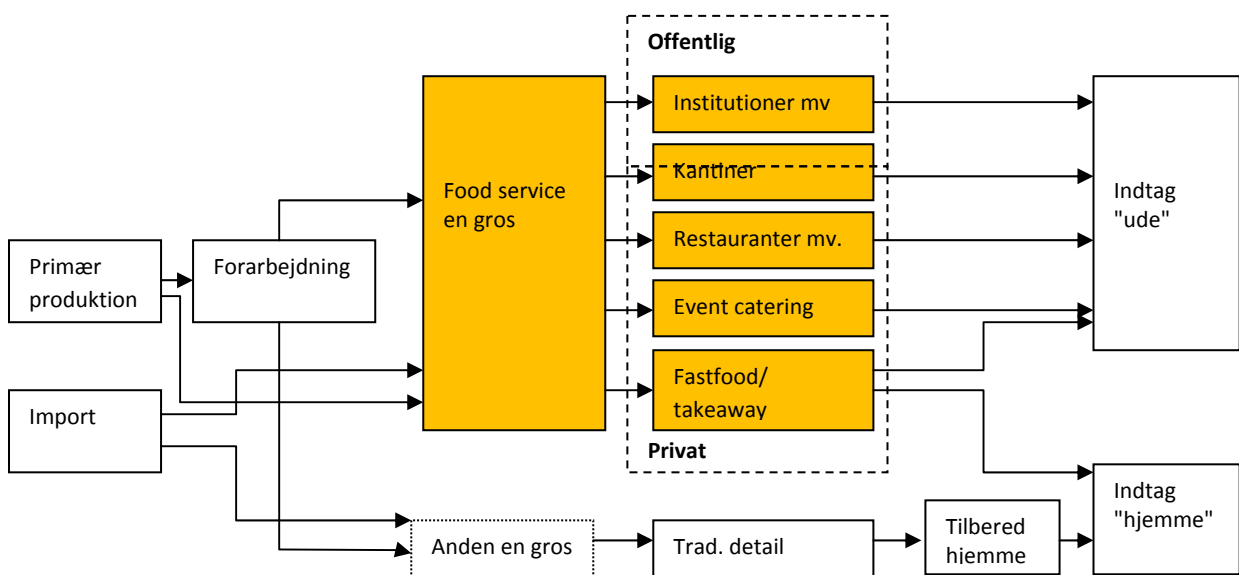 Offentlig
Institutioner mv
Kantiner
Food service
en gros
Restauranter mv.
Indtag
"ude"
Primær
produktion
Forarbejdning
Event catering
Fastfood/
takeaway
Import
Privat
Indtag
"hjemme"
Anden en gros
Trad. detail
Tilbered
hjemme